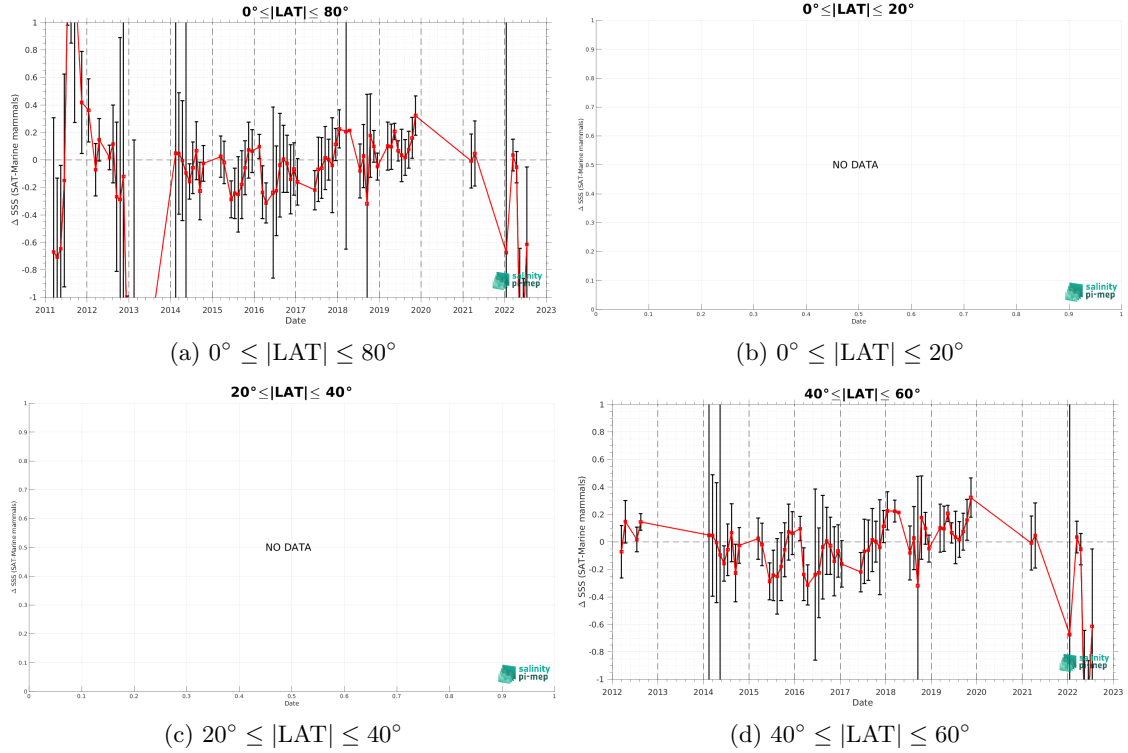 0°≤|LAT|≤ 80°
Δ SSS (SAT-Marine mammals)
1
0.8
0.6
0.4
0.2
0
-0.2
-0.4
-0.6
-0.8
-1
2011 2012 2013 2014 2015 2016 2017 2018 2019 2020 2021 2022 2023
Date
salinity
pi-mep
(a) 0° ≤ |LAT| ≤ 80°
0°≤|LAT|≤ 20°
Δ SSS (SAT-Marine mammals)
1
0.9
0.8
0.7
0.6
0.5
0.4
0.3
0.2
0.1
0
NO DATA
0 0.1 0.2 0.3 0.4 0.5 0.6 0.7 0.8 0.9 1
Date
salinity
pi-mep
(b) 0° ≤ |LAT| ≤ 20°
20°≤|LAT|≤ 40°
Δ SSS (SAT-Marine mammals)
1
0.9
0.8
0.7
0.6
0.5
0.4
0.3
0.2
0.1
0
NO DATA
0 0.1 0.2 0.3 0.4 0.5 0.6 0.7 0.8 0.9 1
Date
salinity
pi-mep
(c) 20° ≤ |LAT| ≤ 40°
40°≤|LAT|≤ 60°
Δ SSS (SAT-Marine mammals)
1
0.8
0.6
0.4
0.2
0
-0.2
-0.4
-0.6
-0.8
-1
2012 2013 2014 2015 2016 2017 2018 2019 2020 2021 2022 2023
Date
salinity
pi-mep
(d) 40° ≤ |LAT| ≤ 60°